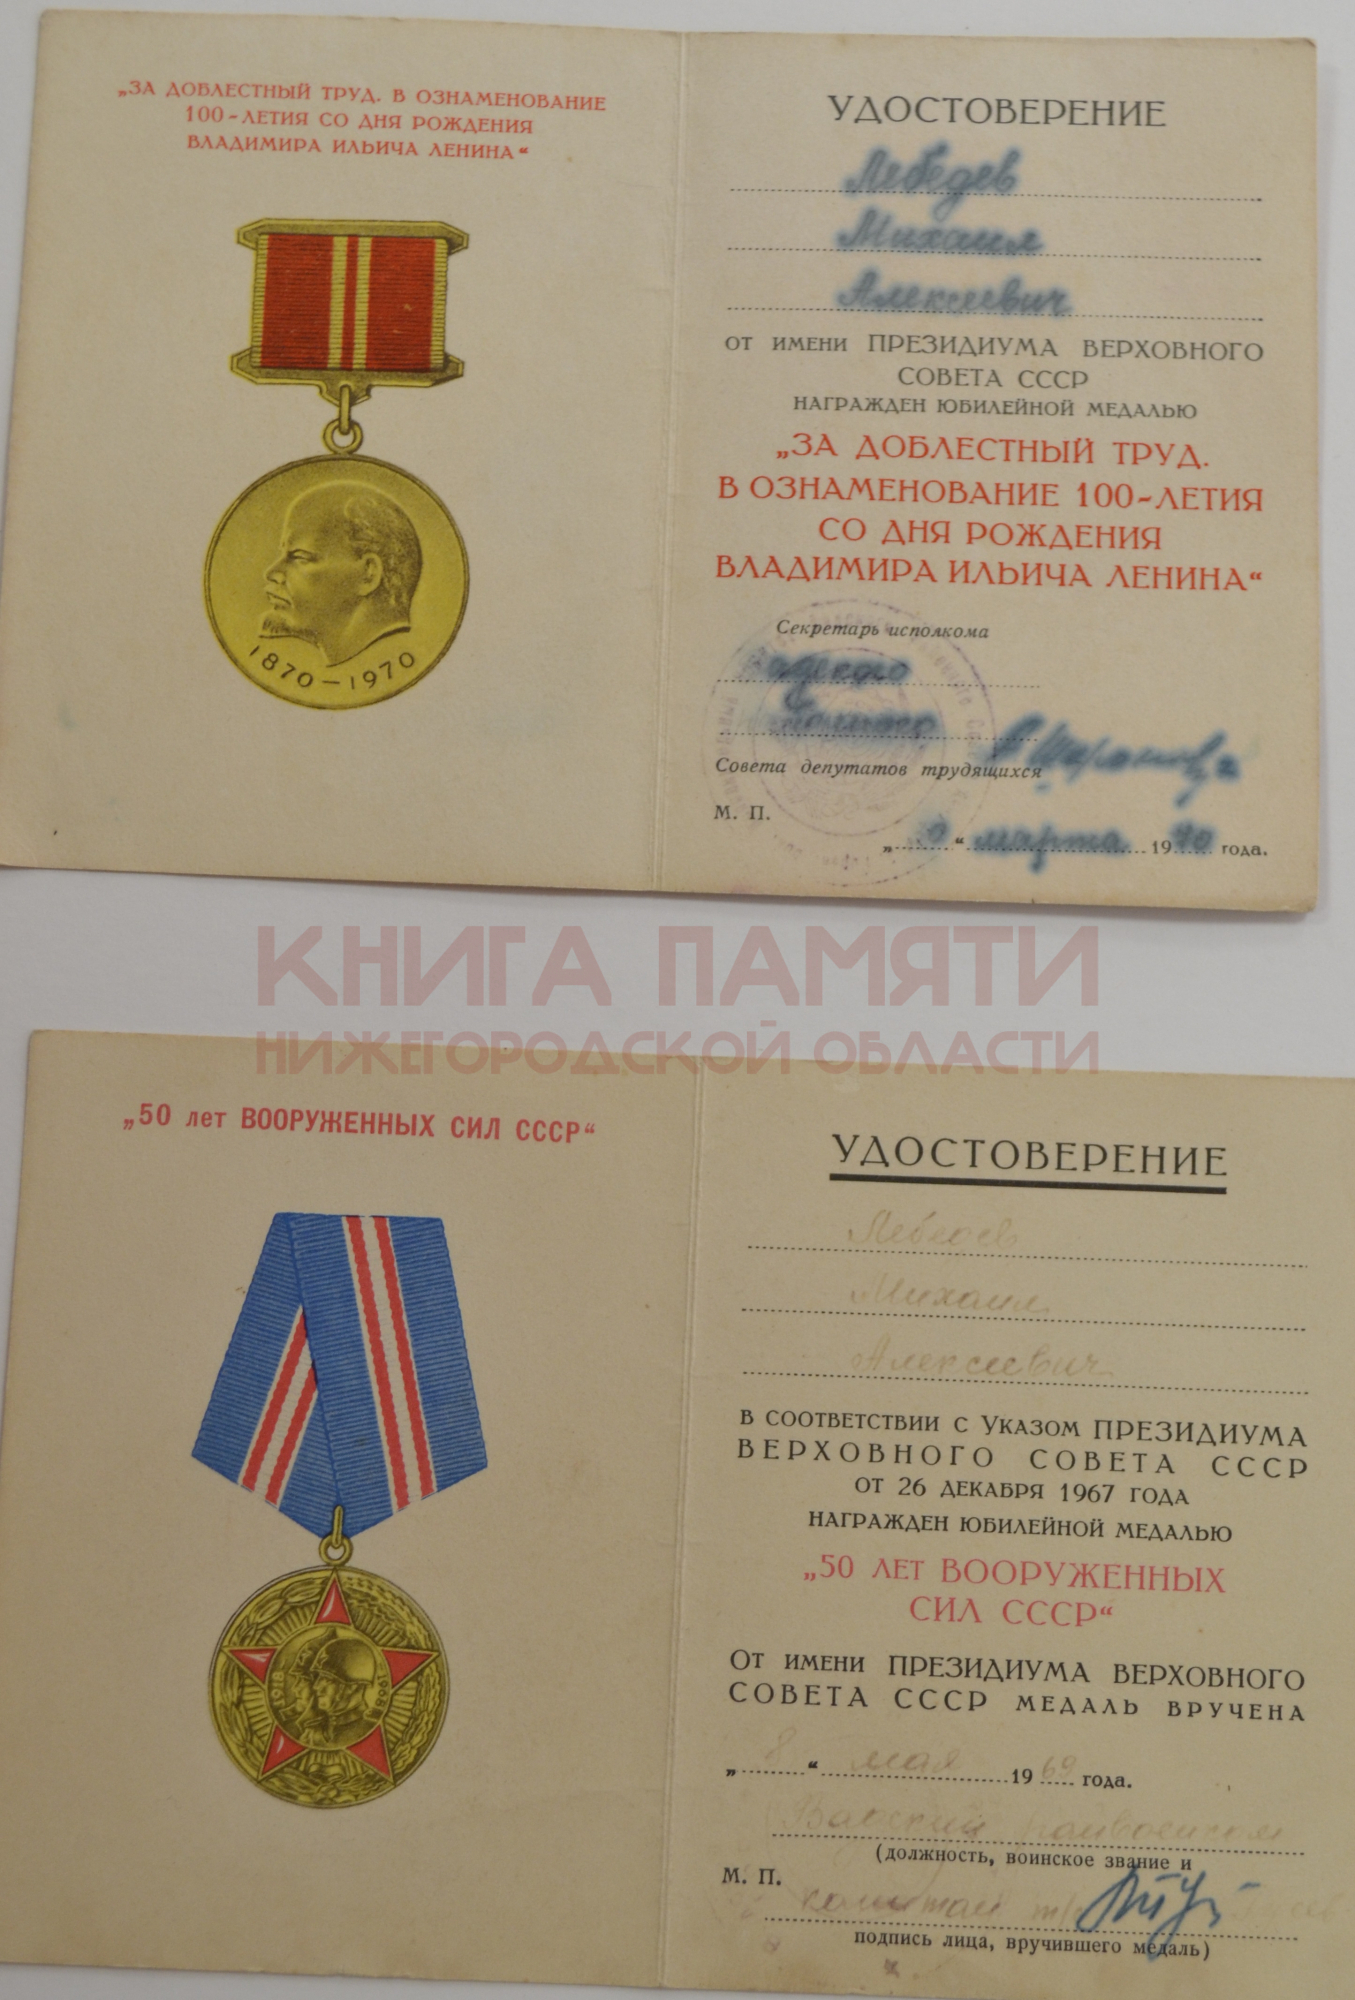 „ЗА ДОБЛЕСТНЫЙ ТРУД. В ОЗНАМЕНОВАНИЕ
100-ЛЕТИЯ СО ДНЯ РОЖДЕНИЯ
ВЛАДИМИРА ИЛЬИЧА ЛЕНИНА“
1870-1970
УДОСТОВЕРЕНИЕ
Лебедев
Михаил
Алексеевич
ОТ ИМЕНИ ПРЕЗИДИУМА ВЕРХОВНОГО
СОВЕТА СССР
НАГРАЖДЕН ЮБИЛЕЙНОЙ МЕДАЛЬЮ
„ЗА ДОБЛЕСТНЫЙ ТРУД.
В ОЗНАМЕНОВАНИЕ 100-ЛЕТИЯ
СО ДНЯ РОЖДЕНИЯ
ВЛАДИМИРА ИЛЬИЧА ЛЕНИНА“
Секретарь исполкома
Совета депутатов трудящихся
М. П.
„ “ марта 1970 года.
КНИГА ПАМЯТИ
НИЖЕГОРОДСКОЙ ОБЛАСТИ
„50 лет ВООРУЖЕННЫХ СИЛ СССР“
1918
1968
УДОСТОВЕРЕНИЕ
Лебедев
Михаил
Алексеевич
В СООТВЕТСТВИИ С УКАЗОМ ПРЕЗИДИУМА
ВЕРХОВНОГО СОВЕТА СССР
ОТ 26 ДЕКАБРЯ 1967 ГОДА
НАГРАЖДЕН ЮБИЛЕЙНОЙ МЕДАЛЬЮ
„50 ЛЕТ ВООРУЖЕННЫХ
СИЛ СССР“
ОТ ИМЕНИ ПРЕЗИДИУМА ВЕРХОВНОГО
СОВЕТА СССР МЕДАЛЬ ВРУЧЕНА
„8“ мая 1969 года.
(должность, воинское звание и
М. П.
подпись лица, вручившего медаль)